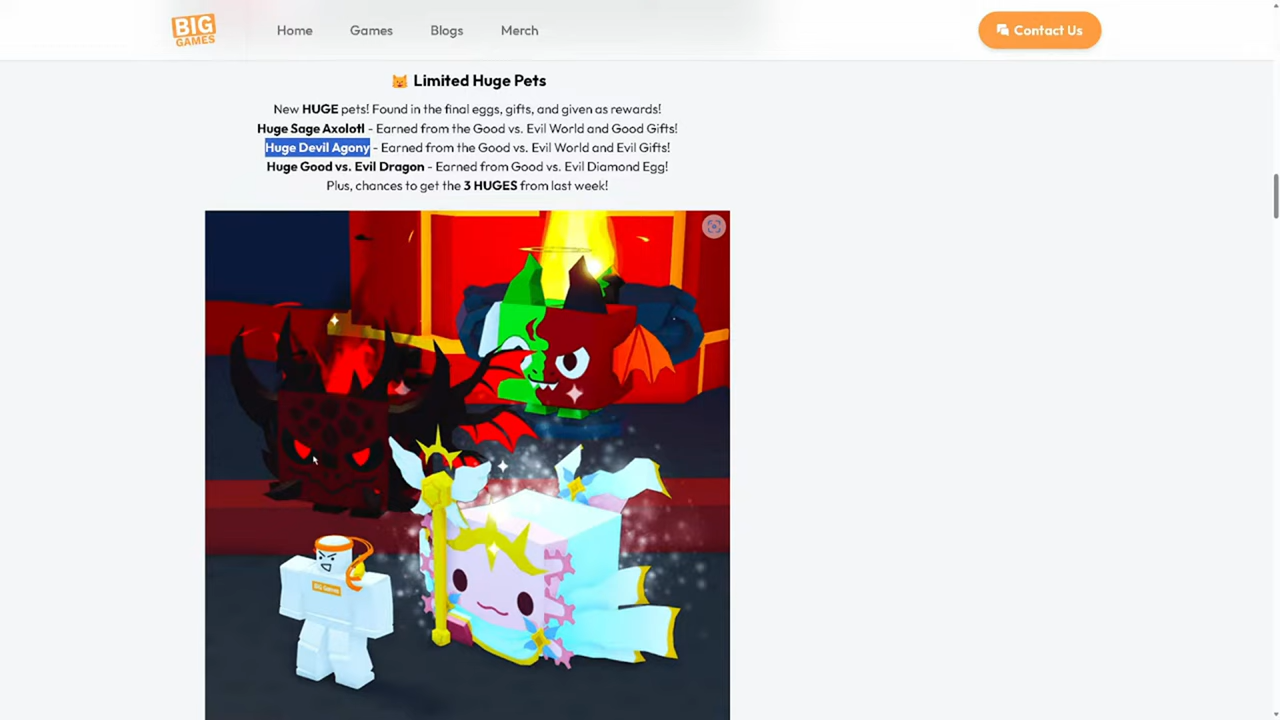 BIG
GAMES
Home
Games
Blogs
Merch
Contact Us
Limited Huge Pets
New HUGE pets! Found in the final eggs, gifts, and given as rewards!
Huge Sage Axolotl - Earned from the Good vs. Evil World and Good Gifts!
Huge Devil Agony - Earned from the Good vs. Evil World and Evil Gifts!
Huge Good vs. Evil Dragon - Earned from Good vs. Evil Diamond Egg!
Plus, chances to get the 3 HUGES from last week!
BIG Games